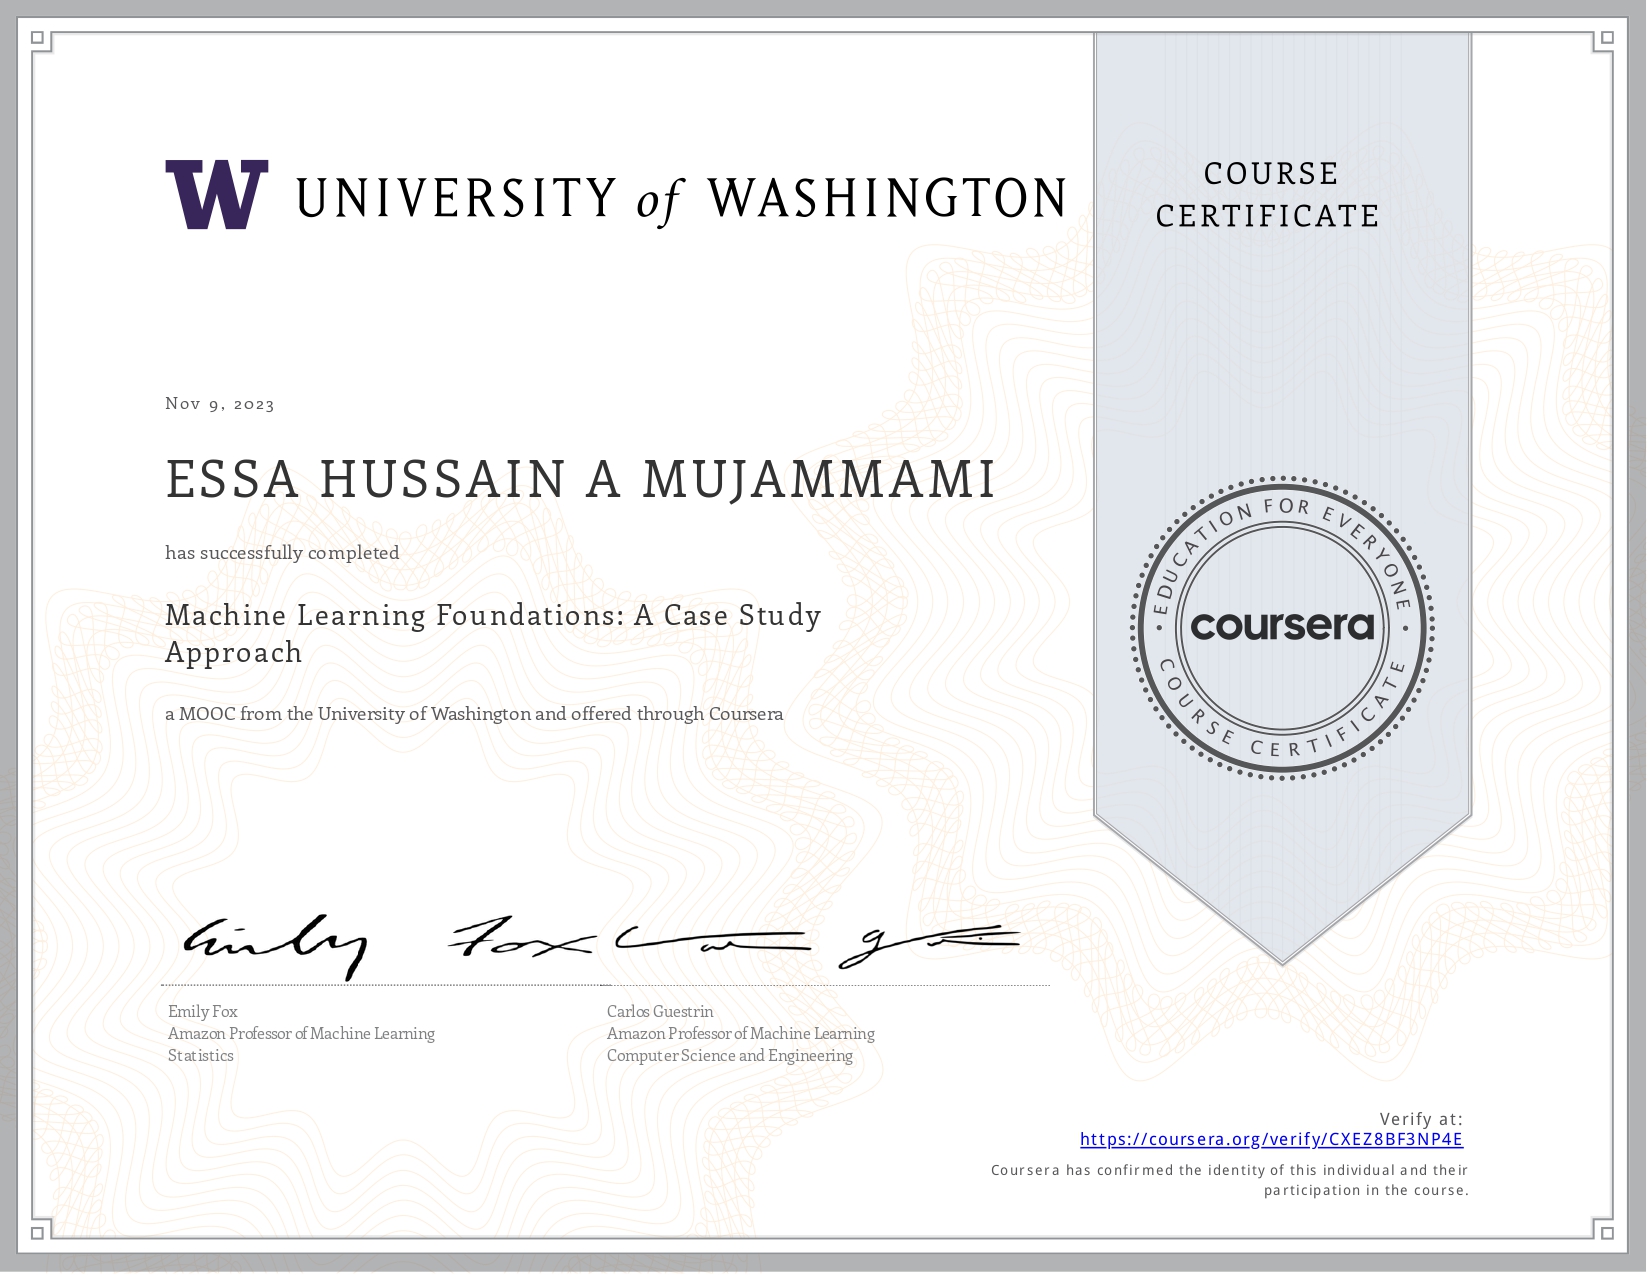 W UNIVERSITY of WASHINGTON
COURSE
CERTIFICATE
Nov 9, 2023
ESSA HUSSAIN A MUJAMMAMI
has successfully completed
Machine Learning Foundations: A Case Study
Approach
a MOOC from the University of Washington and offered through Coursera
EDUCATION FOR EVERYONE
coursera
COURSE CERTIFICATE
Emily Fox
Emily Fox
Amazon Professor of Machine Learning
Statistics
Carlos Guestrin
Amazon Professor of Machine Learning
Computer Science and Engineering
Verify at:
https://coursera.org/verify/CXEZ8BF3NP4E
Coursera has confirmed the identity of this individual and their
participation in the course.